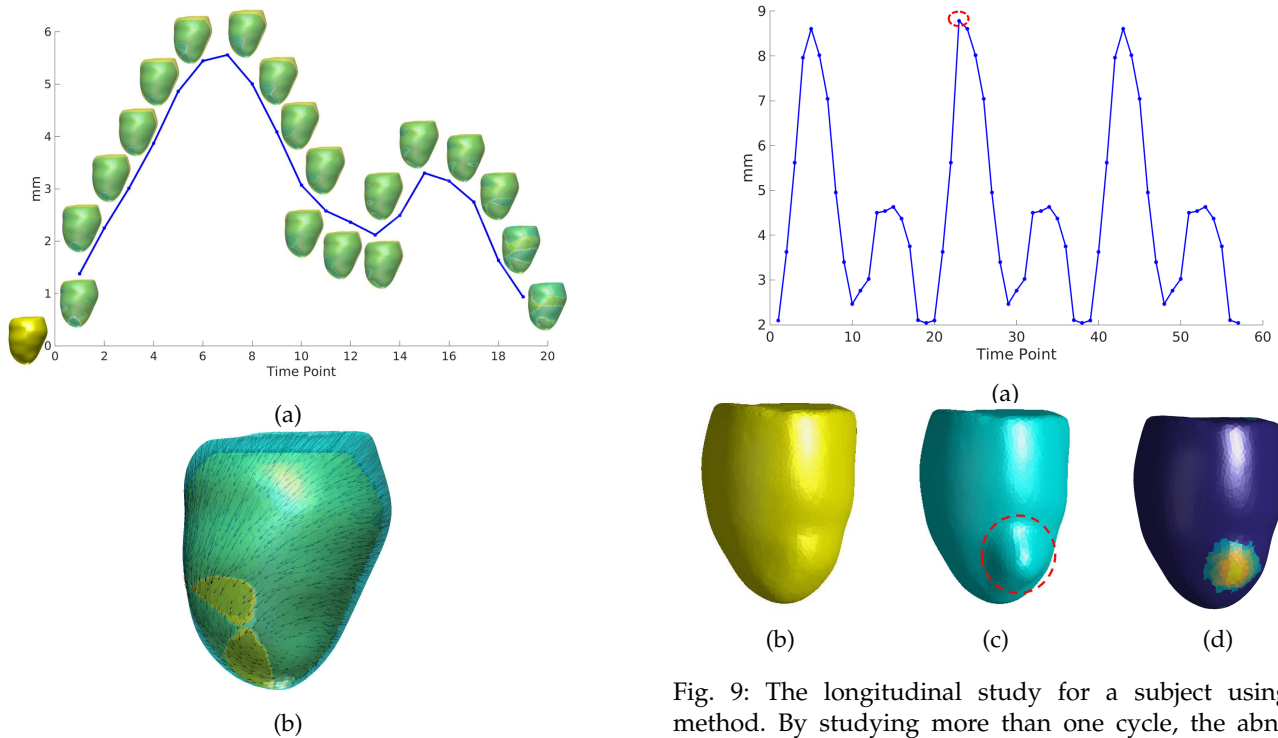 6
5
4
3
2
1
0
mm
0 2 4 6 8 10 12 14 16 18 20
Time Point
(a)
(b)
9
8
7
6
5
4
3
2
mm
0 10 20 30 40 50 60
Time Point
(a)
(b) (c) (d)
Fig. 9: The longitudinal study for a subject using
method. By studying more than one cycle, the abn